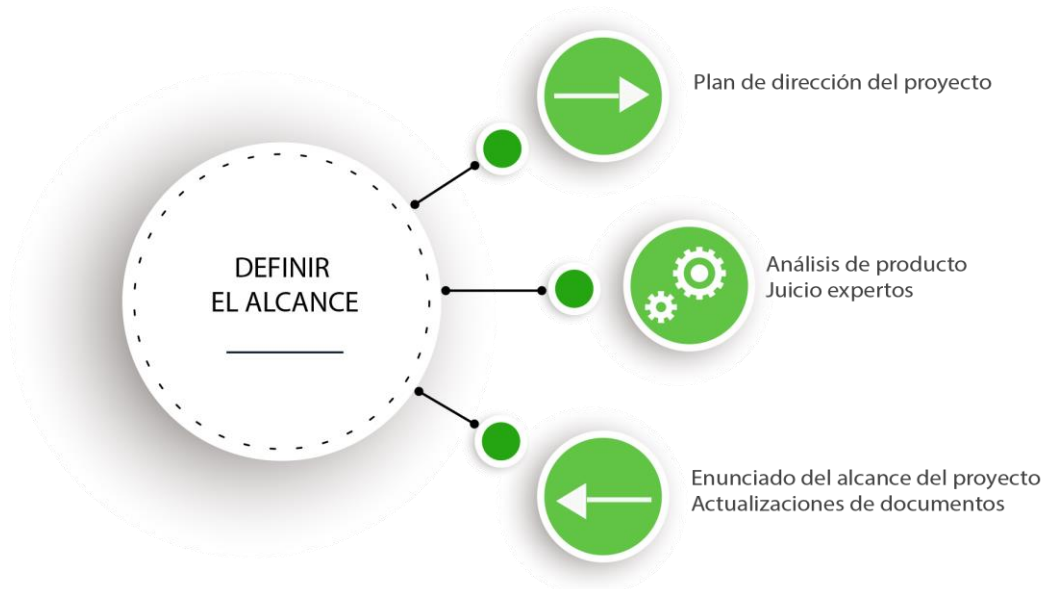 DEFINIR
EL ALCANCE
Plan de dirección del proyecto
Análisis de producto
Juicio expertos
Enunciado del alcance del proyecto
Actualizaciones de documentos